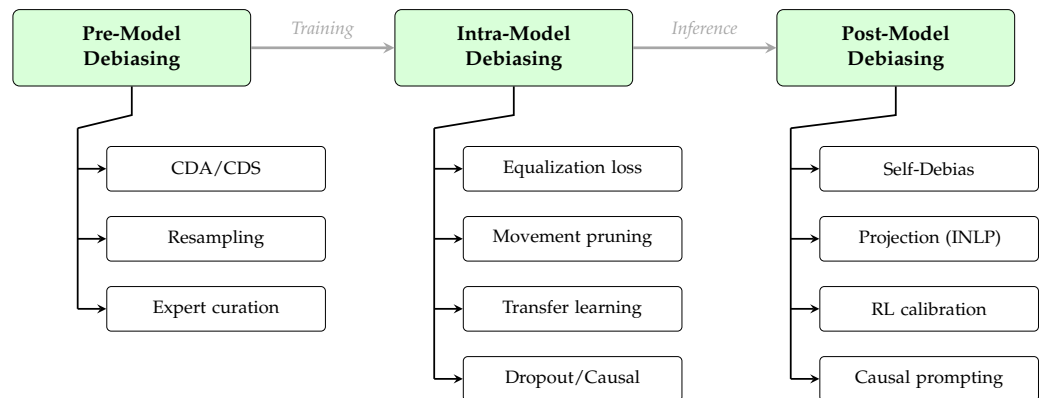 Pre-Model
Debiasing
Training
Intra-Model
Debiasing
Inference
Post-Model
Debiasing
CDA/CDS
Resampling
Expert curation
Equalization loss
Movement pruning
Transfer learning
Dropout/Causal
Self-Debias
Projection (INLP)
RL calibration
Causal prompting